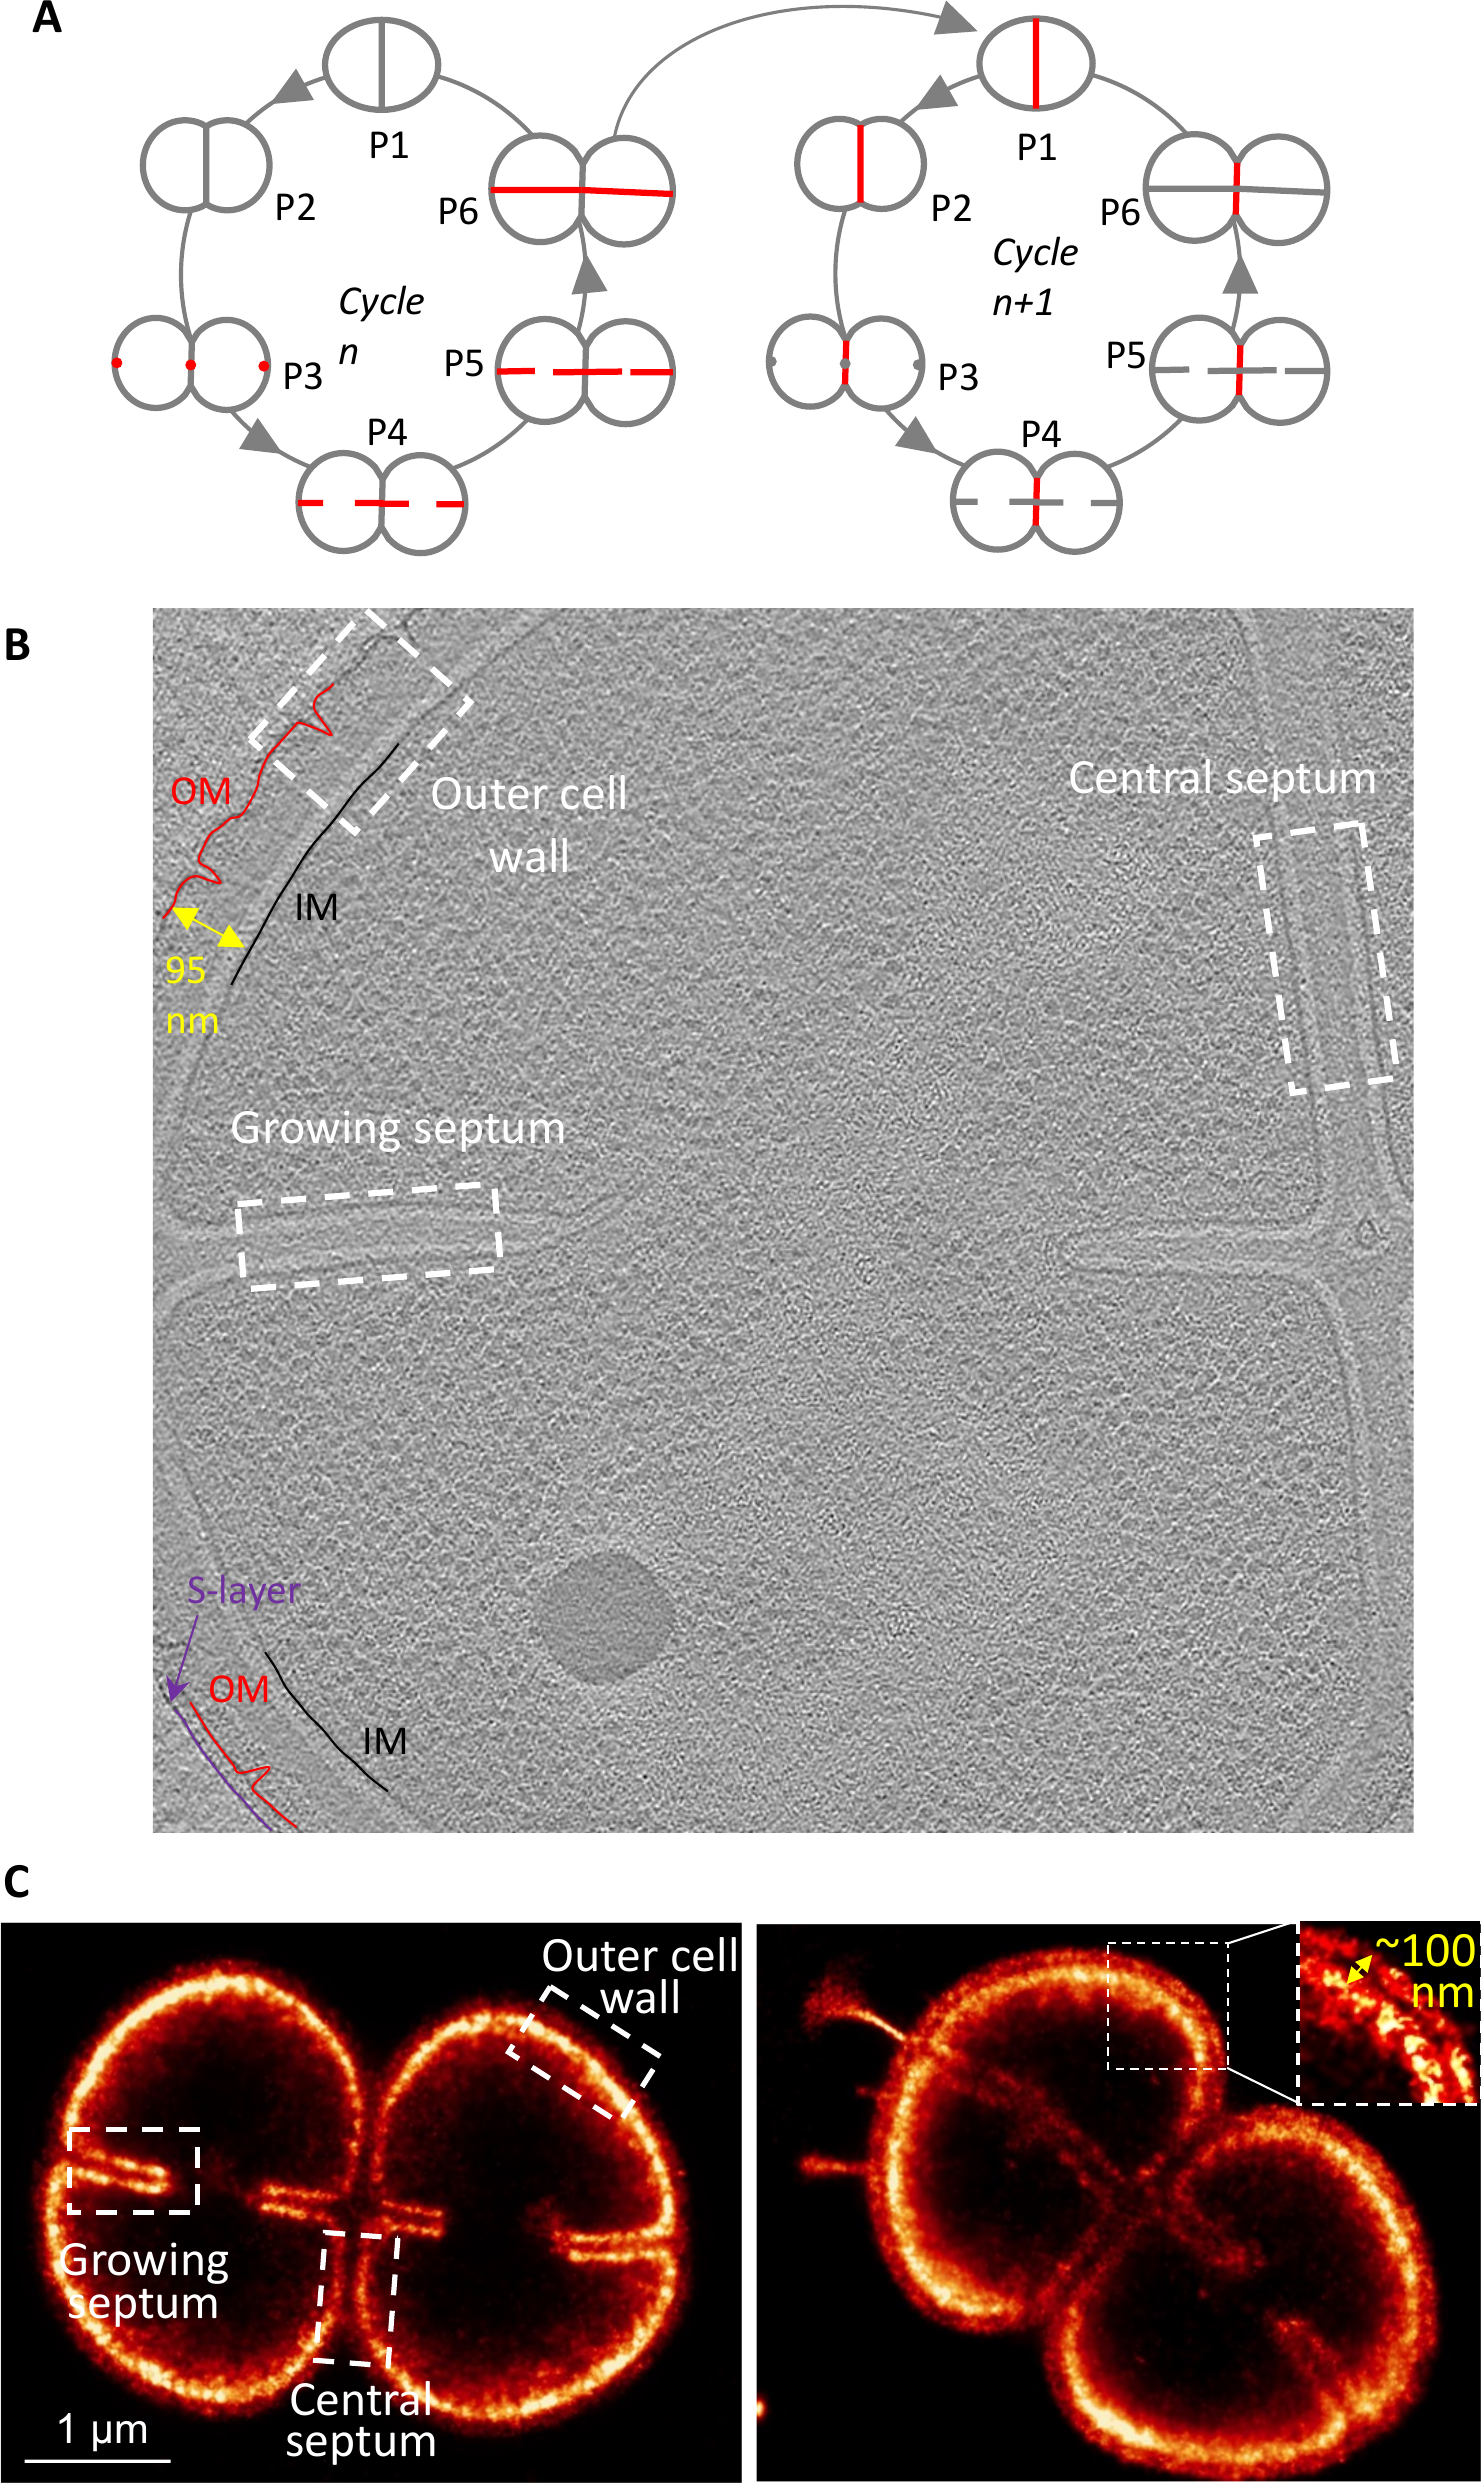 A
P1
P2
P6
Cycle
n
P3
P5
P4
P1
P2
P6
Cycle
n+1
P3
P5
P4
B
OM
Outer cell
wall
IM
95
nm
Central septum
Growing septum
S-layer
OM
IM
C
Outer cell
wall
Growing
septum
Central
septum
1 µm
~100
nm